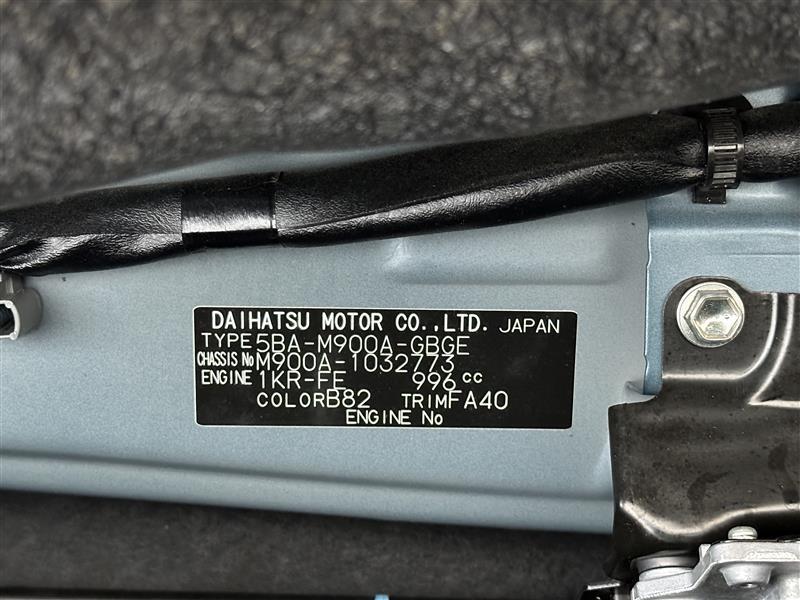 DAIHATSU MOTOR CO.,LTD. JAPAN
TYPE 5BA-M900A-GBGE
CHASSIS No M900A-1032773
ENGINE 1KR-FE 996 cc
COLOR B82 TRIM FA40
ENGINE No